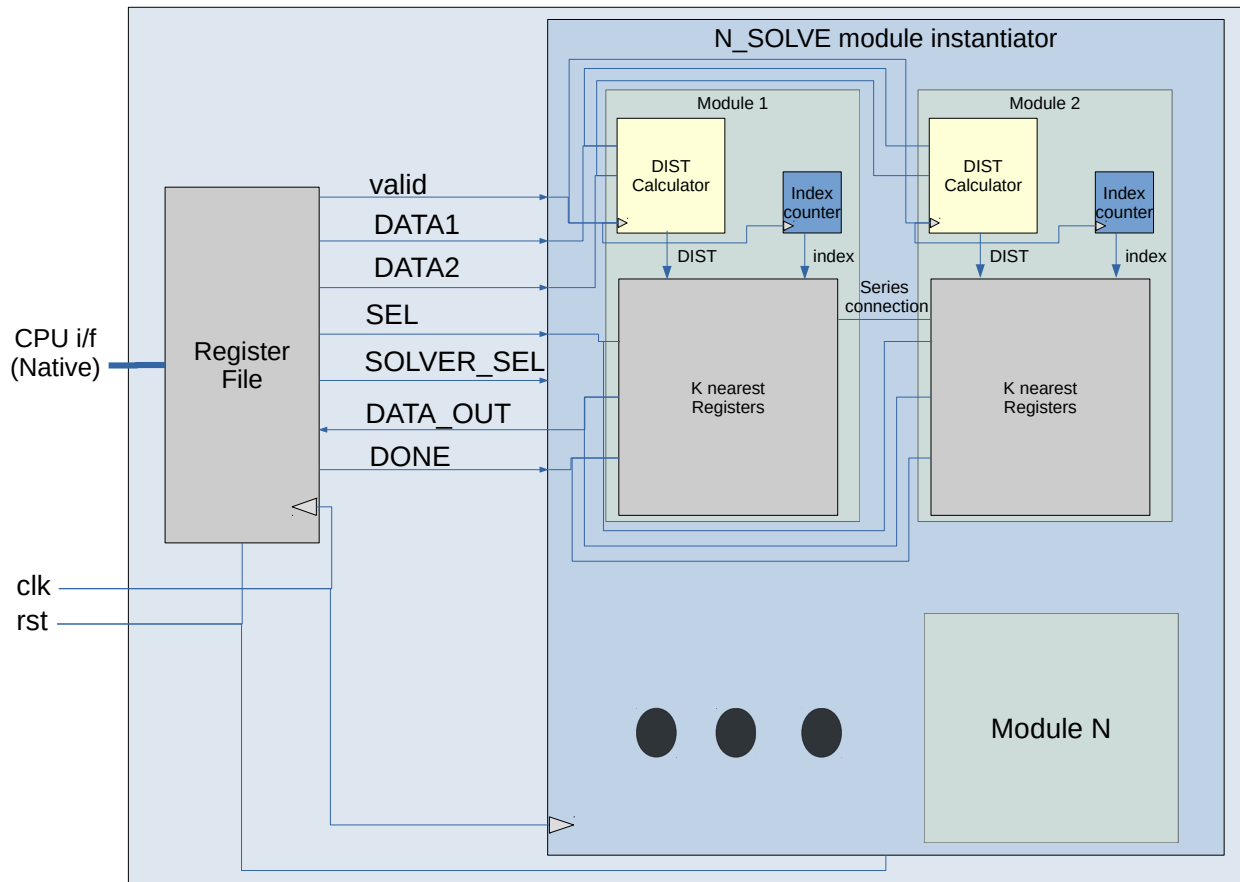 N_SOLVE module instantiator
Module 1
Module 2
DIST
Calculator
Index
counter
DIST
Calculator
Index
counter
valid
DATA1
DATA2
SEL
SOLVER_SEL
DATA_OUT
DONE
DIST
index
DIST
index
Series
connection
CPU i/f
(Native)
Register
File
K nearest
Registers
K nearest
Registers
clk
rst
Module N